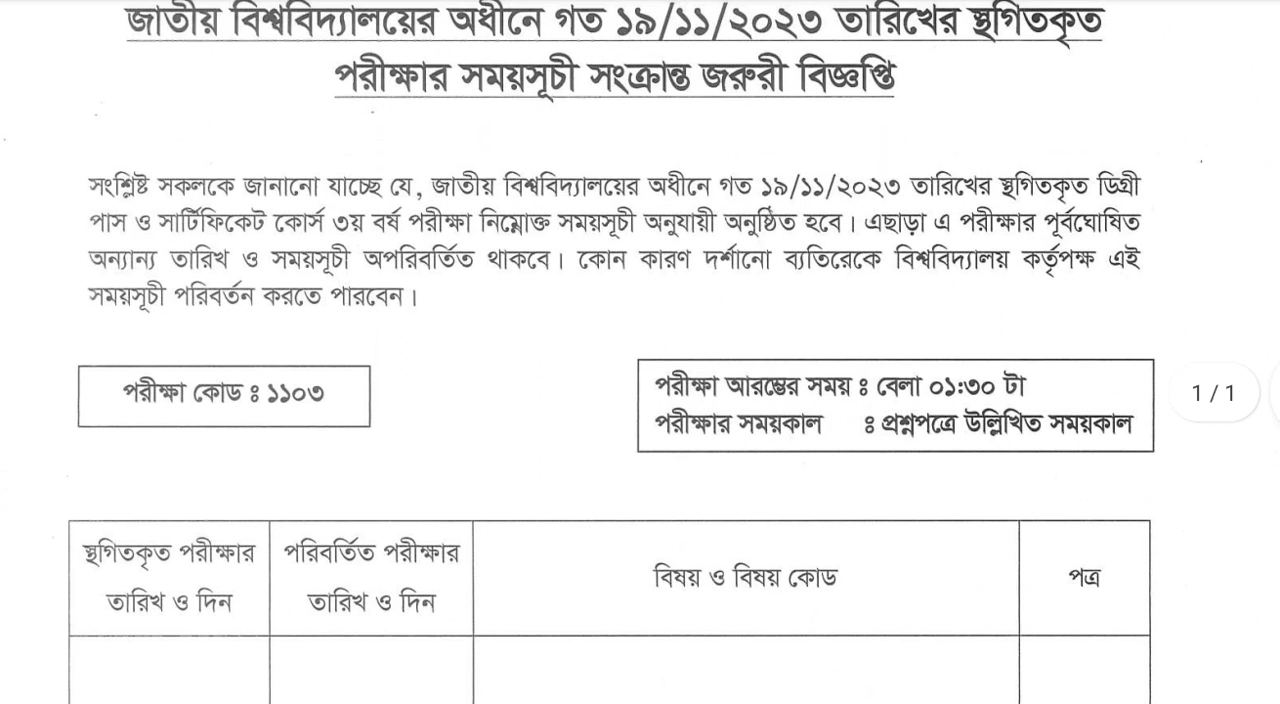 জাতীয় বিশ্ববিদ্যালয়ের অধীনে গত ১৯/১১/২০২৩ তারিখের স্থগিতকৃত
পরীক্ষার সময়সূচী সংক্রান্ত জরুরী বিজ্ঞপ্তি
সংশ্লিষ্ট সকলকে জানানো যাচ্ছে যে, জাতীয় বিশ্ববিদ্যালয়ের অধীনে গত ১৯/১১/২০২৩ তারিখের স্থগিতকৃত ডিগ্রী
পাস ও সার্টিফিকেট কোর্স ৩য় বর্ষ পরীক্ষা নিম্নোক্ত সময়সূচী অনুযায়ী অনুষ্ঠিত হবে। এছাড়া এ পরীক্ষার পূর্বঘোষিত
অন্যান্য তারিখ ও সময়সূচী অপরিবর্তিত থাকবে। কোন কারণ দর্শানো ব্যতিরেকে বিশ্ববিদ্যালয় কর্তৃপক্ষ এই
সময়সূচী পরিবর্তন করতে পারবেন।
পরীক্ষা কোড ঃ ১১০৩
পরীক্ষা আরম্ভের সময় ঃ বেলা ০১:৩০ টা
পরীক্ষার সময়কাল ঃ প্রশ্নপত্রে উল্লিখিত সময়কাল
1 / 1
স্থগিতকৃত পরীক্ষার তারিখ ও দিন
পরিবর্তিত পরীক্ষার তারিখ ও দিন
বিষয় ও বিষয় কোড
পত্র